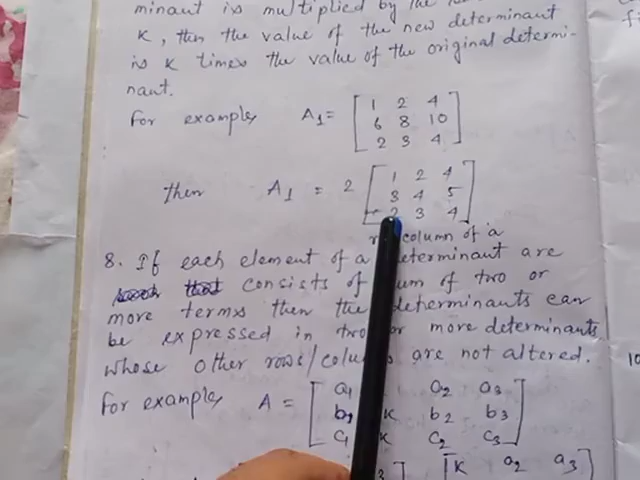 minant is multiplied by the
K, then the value of the new determinant
is K times the value of the original determi-
nant.
For example, A1 = [ 1 2 4
6 8 10
2 3 4 ]
then A1 = 2 [ 1 2 4
3 4 5
2 3 4 ]
column of a
8. If each element of a determinant are
consists of sum of two or
more terms then the determinants can
be expressed in two or more determinants
whose other rows/columns are not altered.
For example, A = [ a1 a2 a3
b1 K b2 b3
c1 K c2 c3 ]
3 ] [ K a2 a3 ]
10